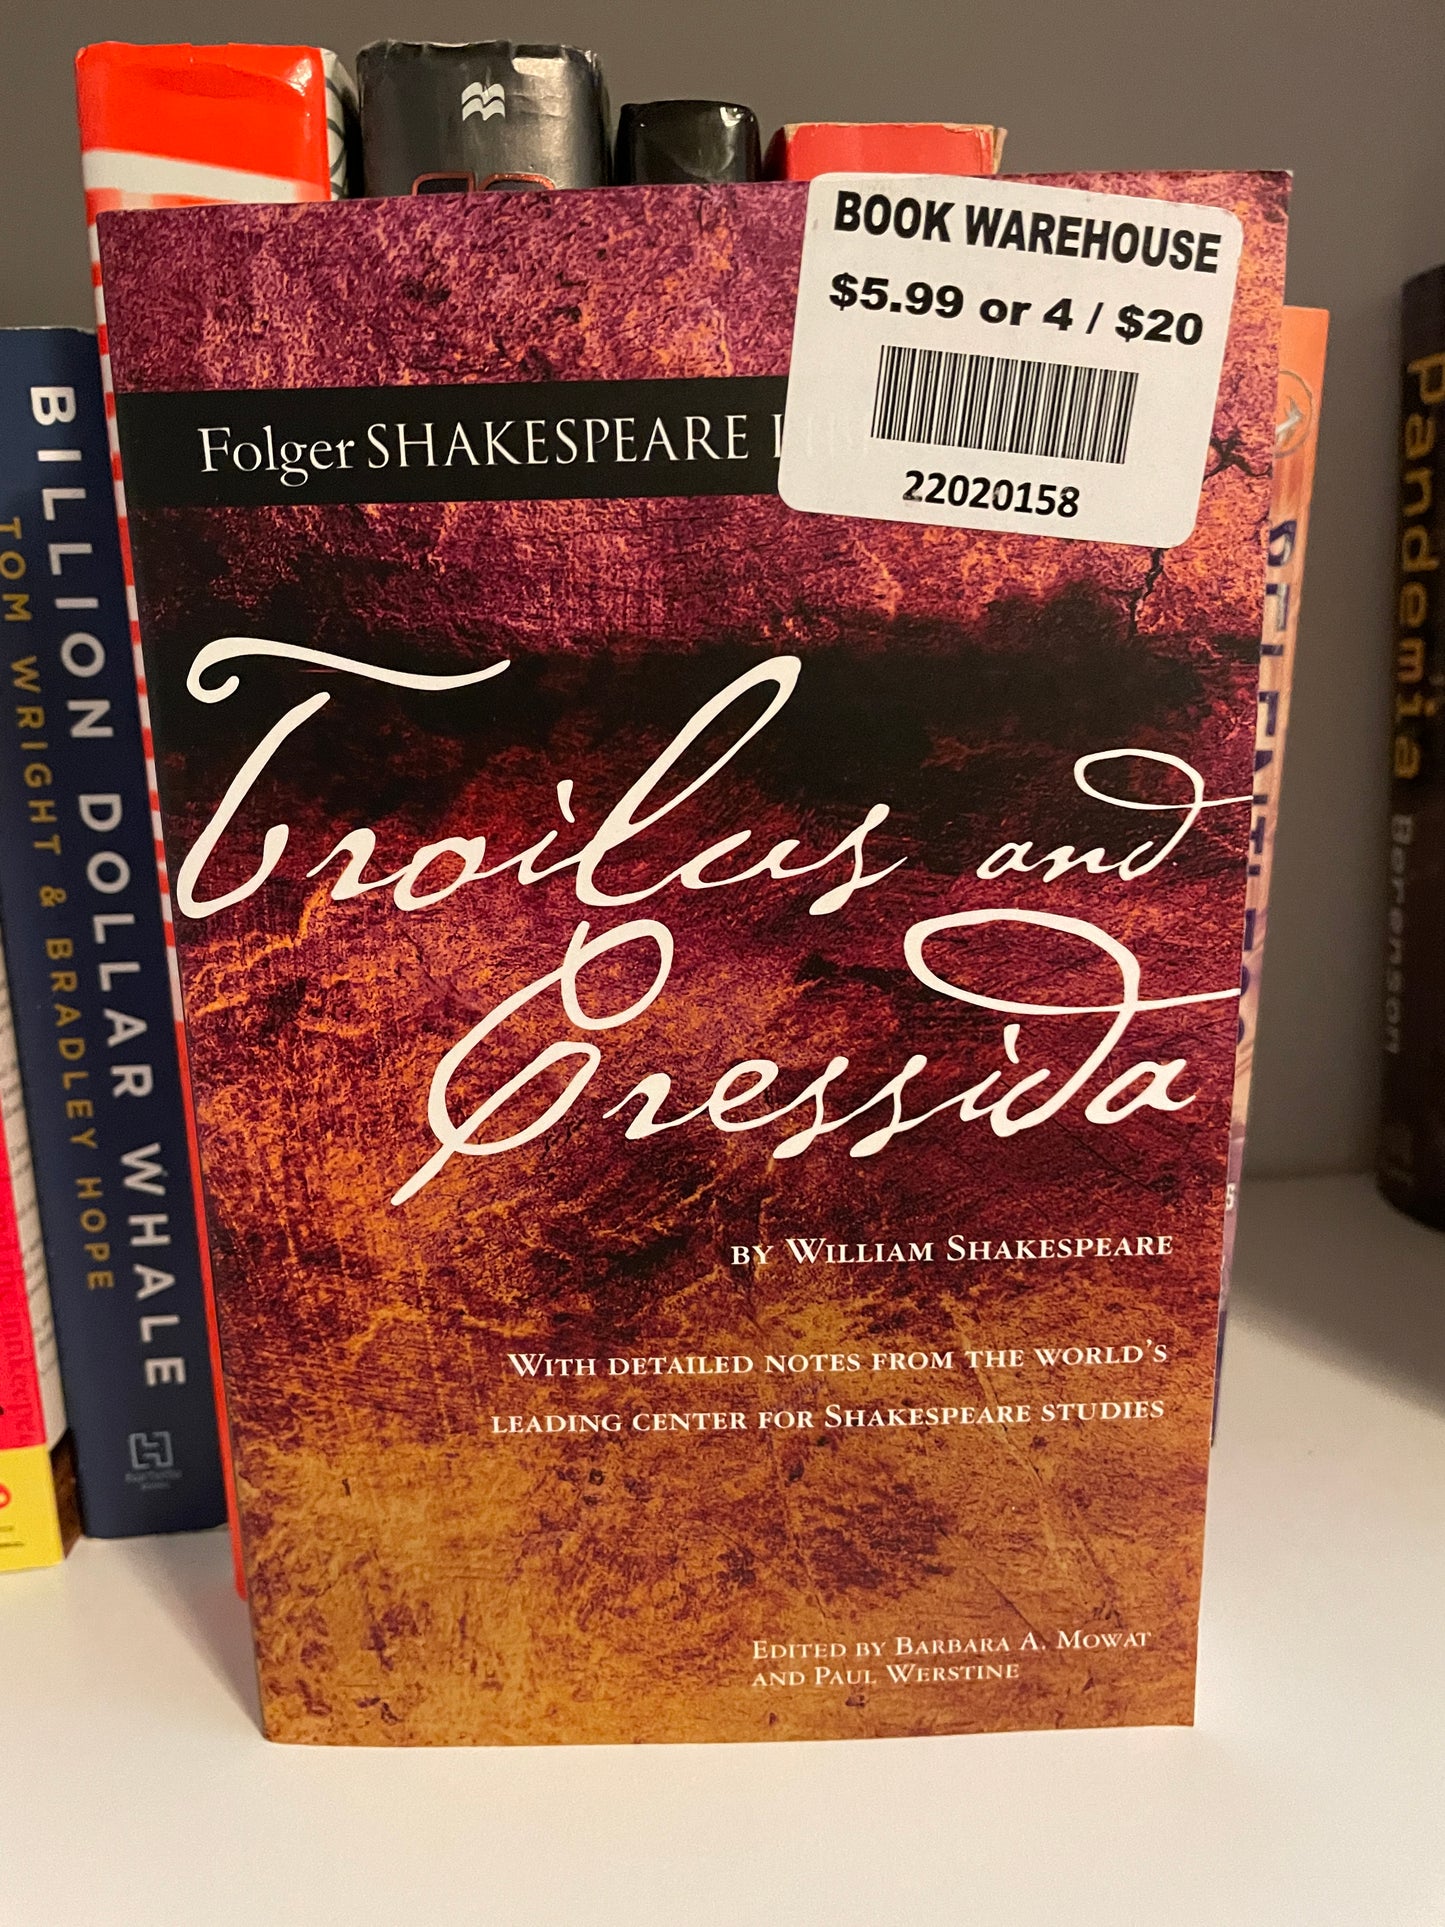 BOOK WAREHOUSE
$5.99 or 4 / $20
22020158
Folger SHAKESPEARE
Troilus and
Cressida
BY WILLIAM SHAKESPEARE
WITH DETAILED NOTES FROM THE WORLD'S
LEADING CENTER FOR SHAKESPEARE STUDIES
EDITED BY BARBARA A. MOWAT
AND PAUL WERSTINE
BILLION DOLLAR WHALE
TOM WRIGHT & BRADLEY HOPE
pandemia
Berenson